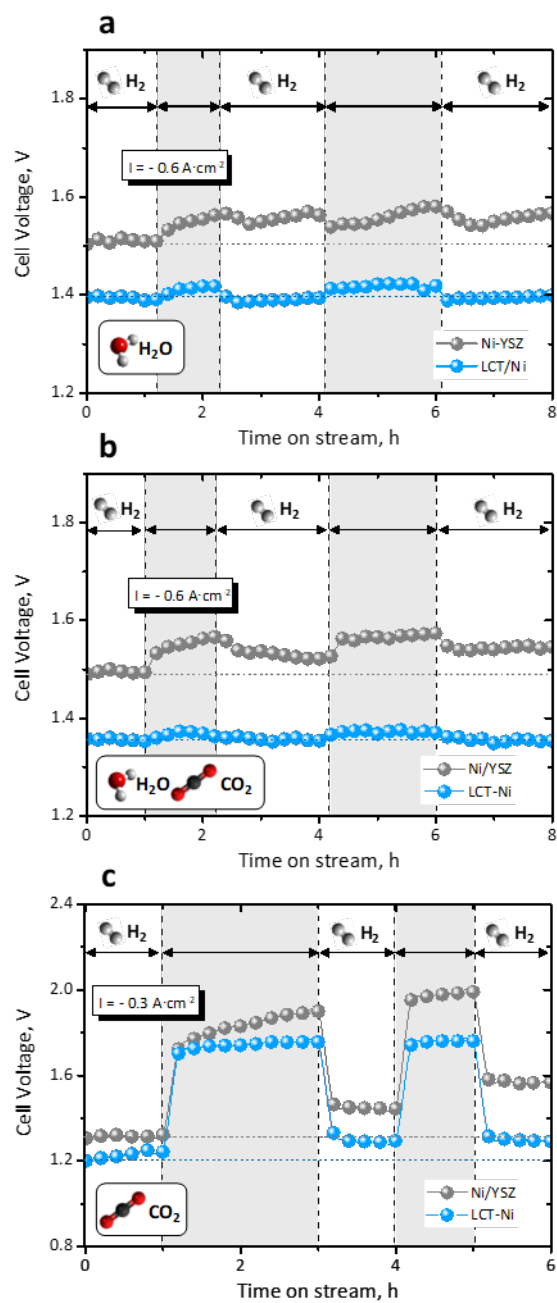 a
H2 H2 H2
1.8
I = - 0.6 A·cm-2
1.6
Cell Voltage, V
1.4
H2O
Ni-YSZ
LCT/Ni
1.2
0 2 4 6 8
Time on stream, h
b
H2 H2 H2
1.8
I = - 0.6 A·cm-2
1.6
Cell Voltage, V
1.4
H2O CO2
Ni/YSZ
LCT-Ni
1.2
0 2 4 6 8
Time on stream, h
c
2.4
H2 H2 H2
I = - 0.3 A·cm-2
2.0
Cell Voltage, V
1.6
1.2
CO2
Ni/YSZ
LCT-Ni
0.8
0 2 4 6
Time on stream, h